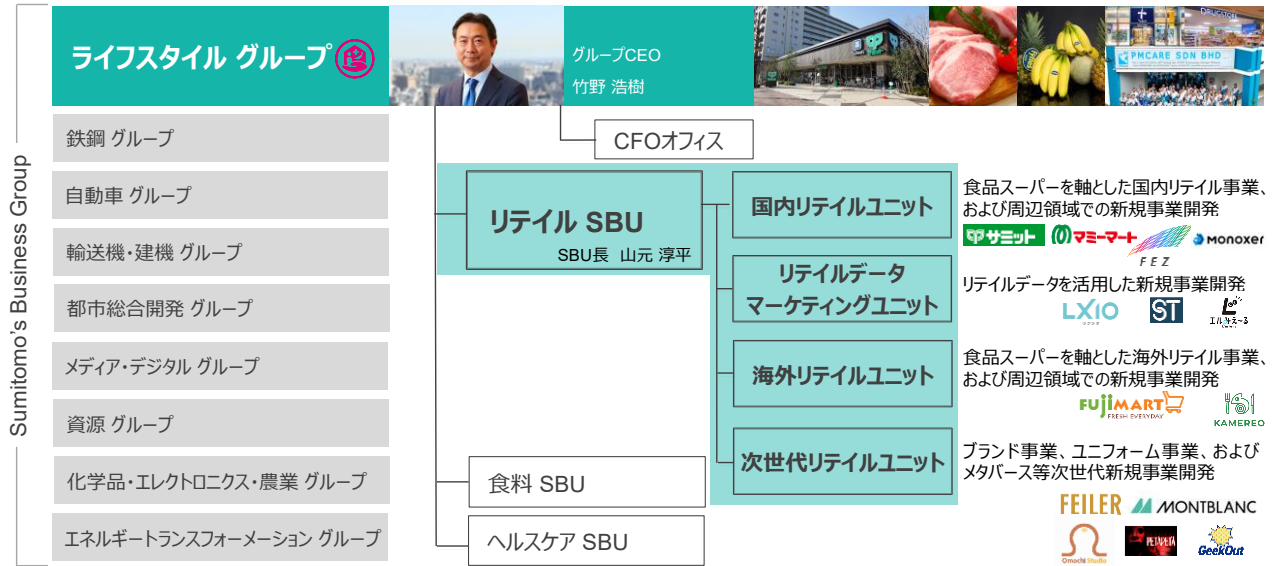 Sumitomo's Business Group
ライフスタイル グループ
鉄鋼 グループ
自動車 グループ
輸送機・建機 グループ
都市総合開発 グループ
メディア・デジタル グループ
資源 グループ
化学品・エレクトロニクス・農業 グループ
エネルギートランスフォーメーション グループ
グループCEO
竹野 浩樹
DRUGSTORE
PMCARE SDN BHD
CFOオフィス
リテイル SBU
SBU長 山元 淳平
食料 SBU
ヘルスケア SBU
国内リテイルユニット
食品スーパーを軸とした国内リテイル事業、
および周辺領域での新規事業開発
サミット マミーマート FEZ monoxer
リテイルデータ
マーケティングユニット
リテイルデータを活用した新規事業開発
LXIO ST エルみえ~る
海外リテイルユニット
食品スーパーを軸とした海外リテイル事業、
および周辺領域での新規事業開発
FUJIMART
FRESH EVERYDAY
KAMEREO
次世代リテイルユニット
ブランド事業、ユニフォーム事業、および
メタバース等次世代新規事業開発
FEILER MONTBLANC
Omochi Studio PETAPETA GeekOut